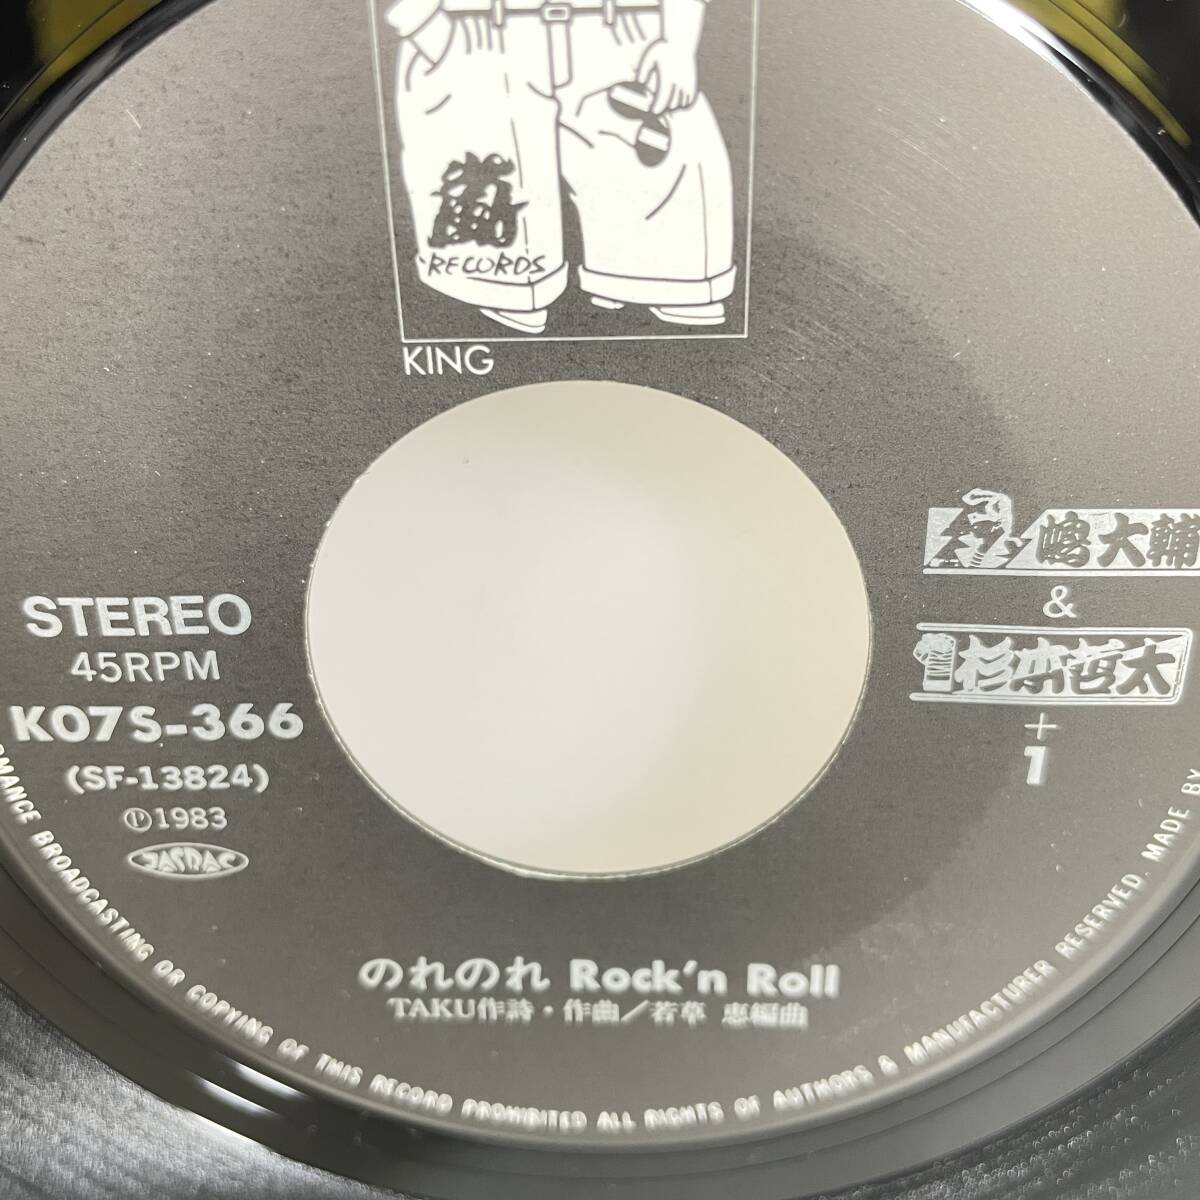 嵐
RECORDS
KING
STEREO
45RPM
K07S-366
(SF-13824)
Ⓟ1983
JASRAC
嶋大輔
&
杉本哲太
+
1
のれのれ Rock'n Roll
TAKU作詩・作曲／若草 恵編曲
BROADCASTING OR COPYING OF THIS RECORD PROHIBITED ALL RIGHTS OF AUTHORS & MANUFACTURER RESERVED. MADE BY